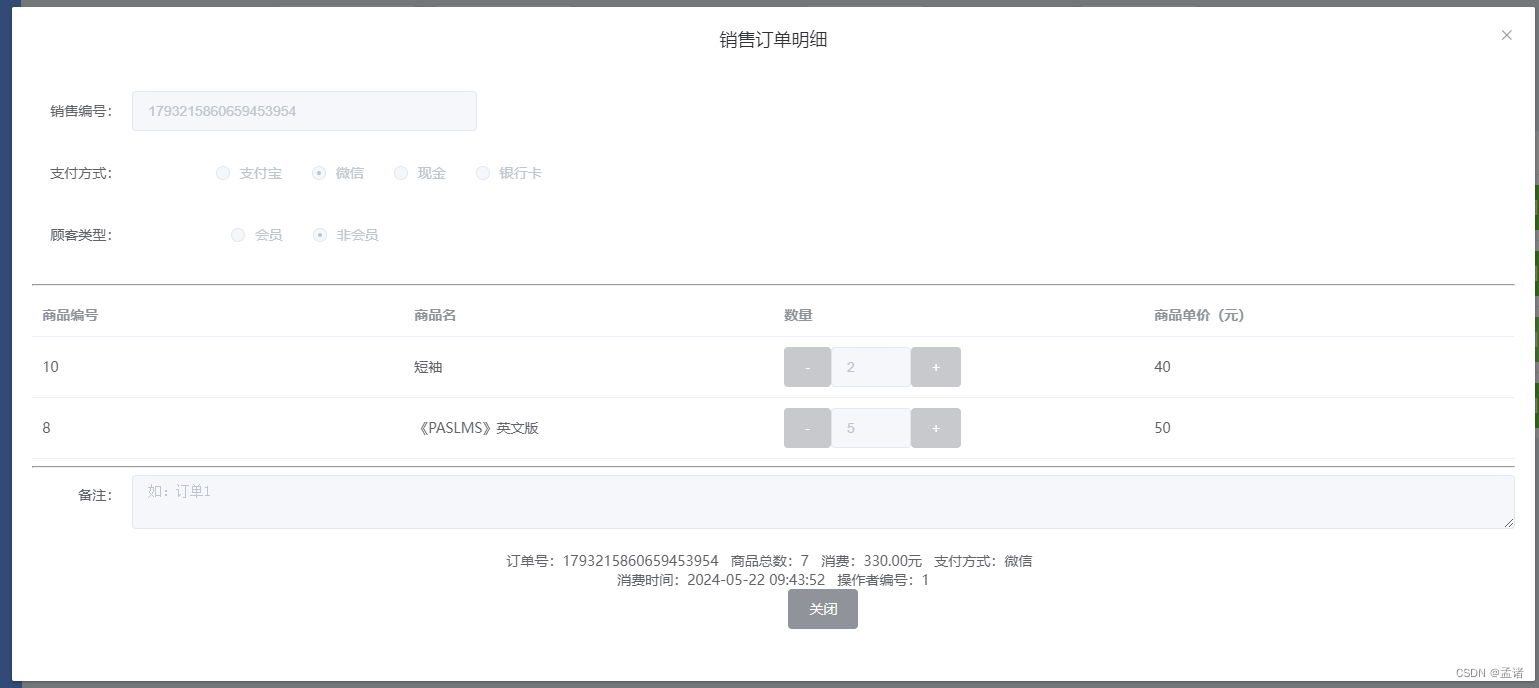 销售订单明细
销售编号： 1793215860659453954
支付方式： 支付宝 微信 现金 银行卡
顾客类型： 会员 非会员
商品编号 商品名 数量 商品单价（元）
10 短袖 - 2 + 40
8 《PASLMS》英文版 - 5 + 50
备注： 如：订单1
订单号：1793215860659453954 商品总数：7 消费：330.00元 支付方式：微信
消费时间：2024-05-22 09:43:52 操作者编号：1
关闭
CSDN @孟诸